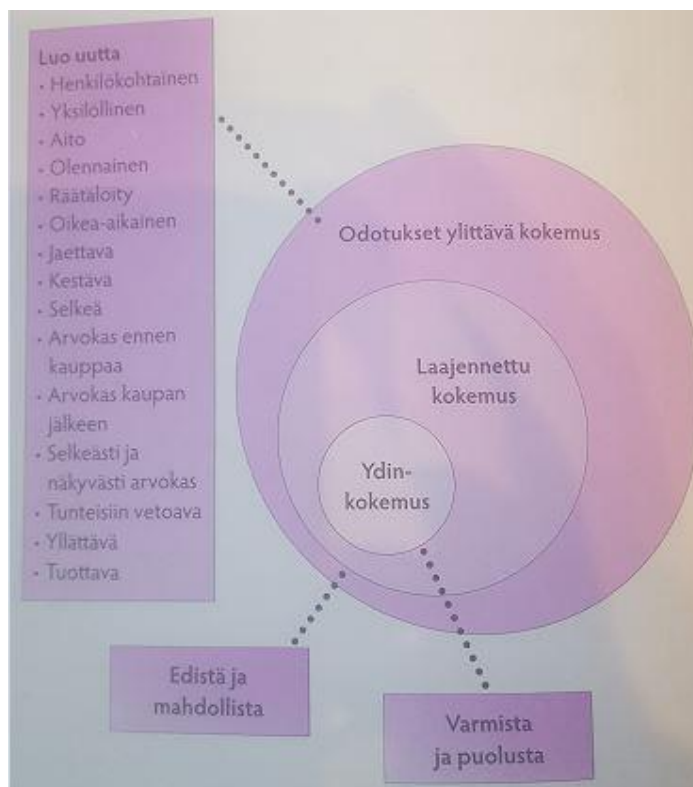 Luo uutta
• Henkilökohtainen
• Yksilöllinen
• Aito
• Olennainen
• Räätälöity
• Oikea-aikainen
• Jaettava
• Kestävä
• Selkeä
• Arvokas ennen
kauppaa
• Arvokas kaupan
jälkeen
• Selkeästi ja
näkyvästi arvokas
• Tunteisiin vetoava
• Yllättävä
• Tuottava
Odotukset ylittävä kokemus
Laajennettu
kokemus
Ydin-
kokemus
Edistä ja
mahdollista
Varmista
ja puolusta